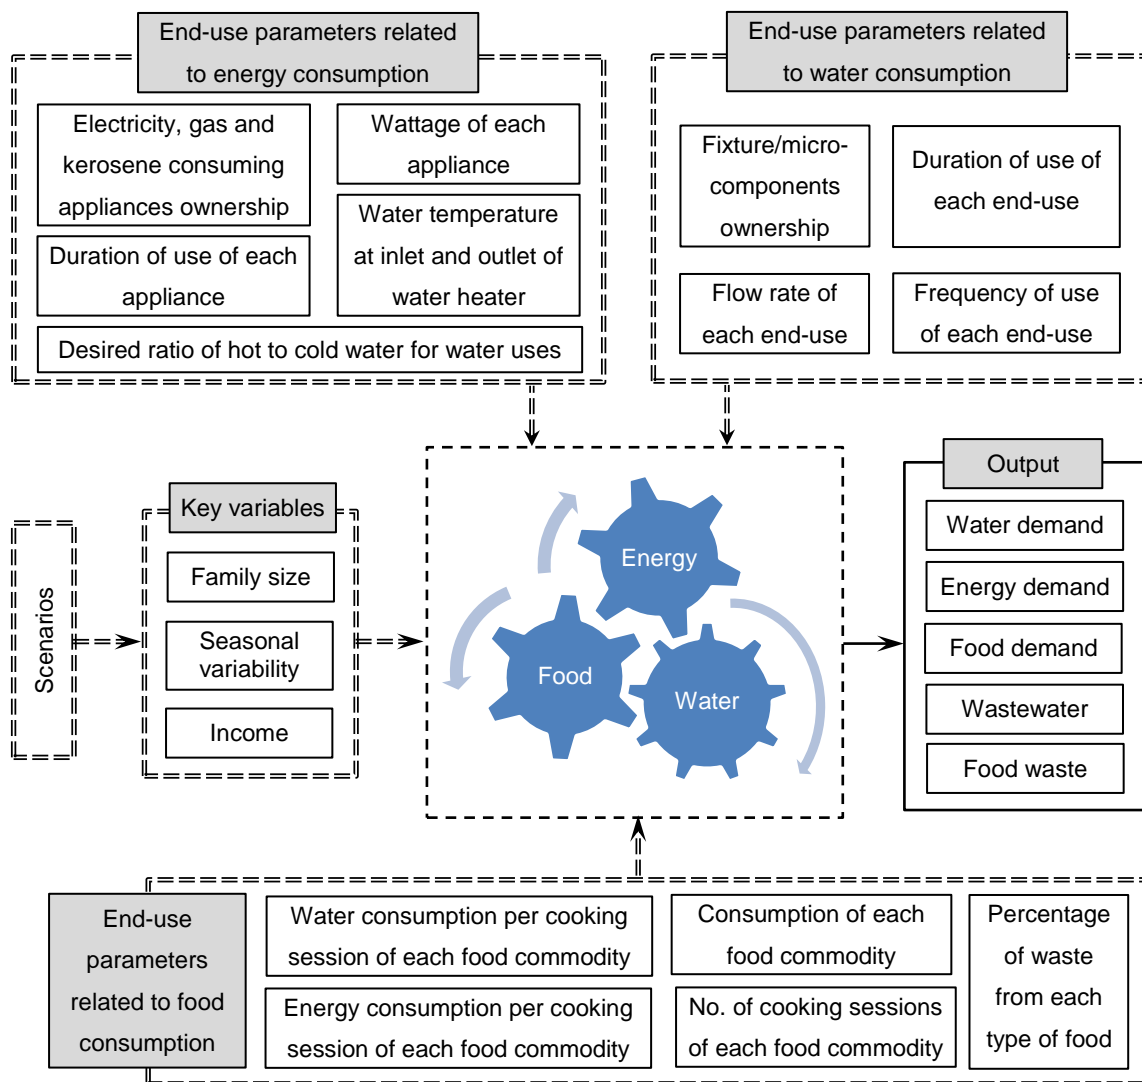 End-use parameters related
to energy consumption
Electricity, gas and
kerosene consuming
appliances ownership
Wattage of each
appliance
Duration of use of each
appliance
Water temperature
at inlet and outlet of
water heater
Desired ratio of hot to cold water for water uses
End-use parameters related
to water consumption
Fixture/micro-
components
ownership
Duration of use of
each end-use
Flow rate of
each end-use
Frequency of use
of each end-use
Scenarios
Key variables
Family size
Seasonal
variability
Income
Energy
Food
Water
Output
Water demand
Energy demand
Food demand
Wastewater
Food waste
End-use
parameters
related to food
consumption
Water consumption per cooking
session of each food commodity
Energy consumption per cooking
session of each food commodity
Consumption of each
food commodity
No. of cooking sessions
of each food commodity
Percentage
of waste
from each
type of food